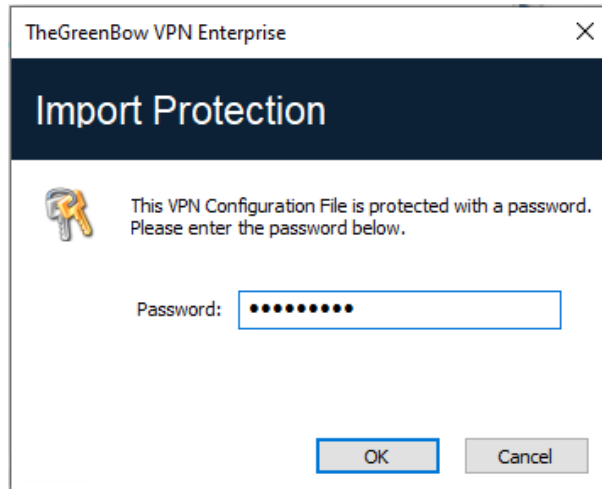 TheGreenBow VPN Enterprise
Import Protection
This VPN Configuration File is protected with a password.
Please enter the password below.
Password: •••••••••
OK Cancel